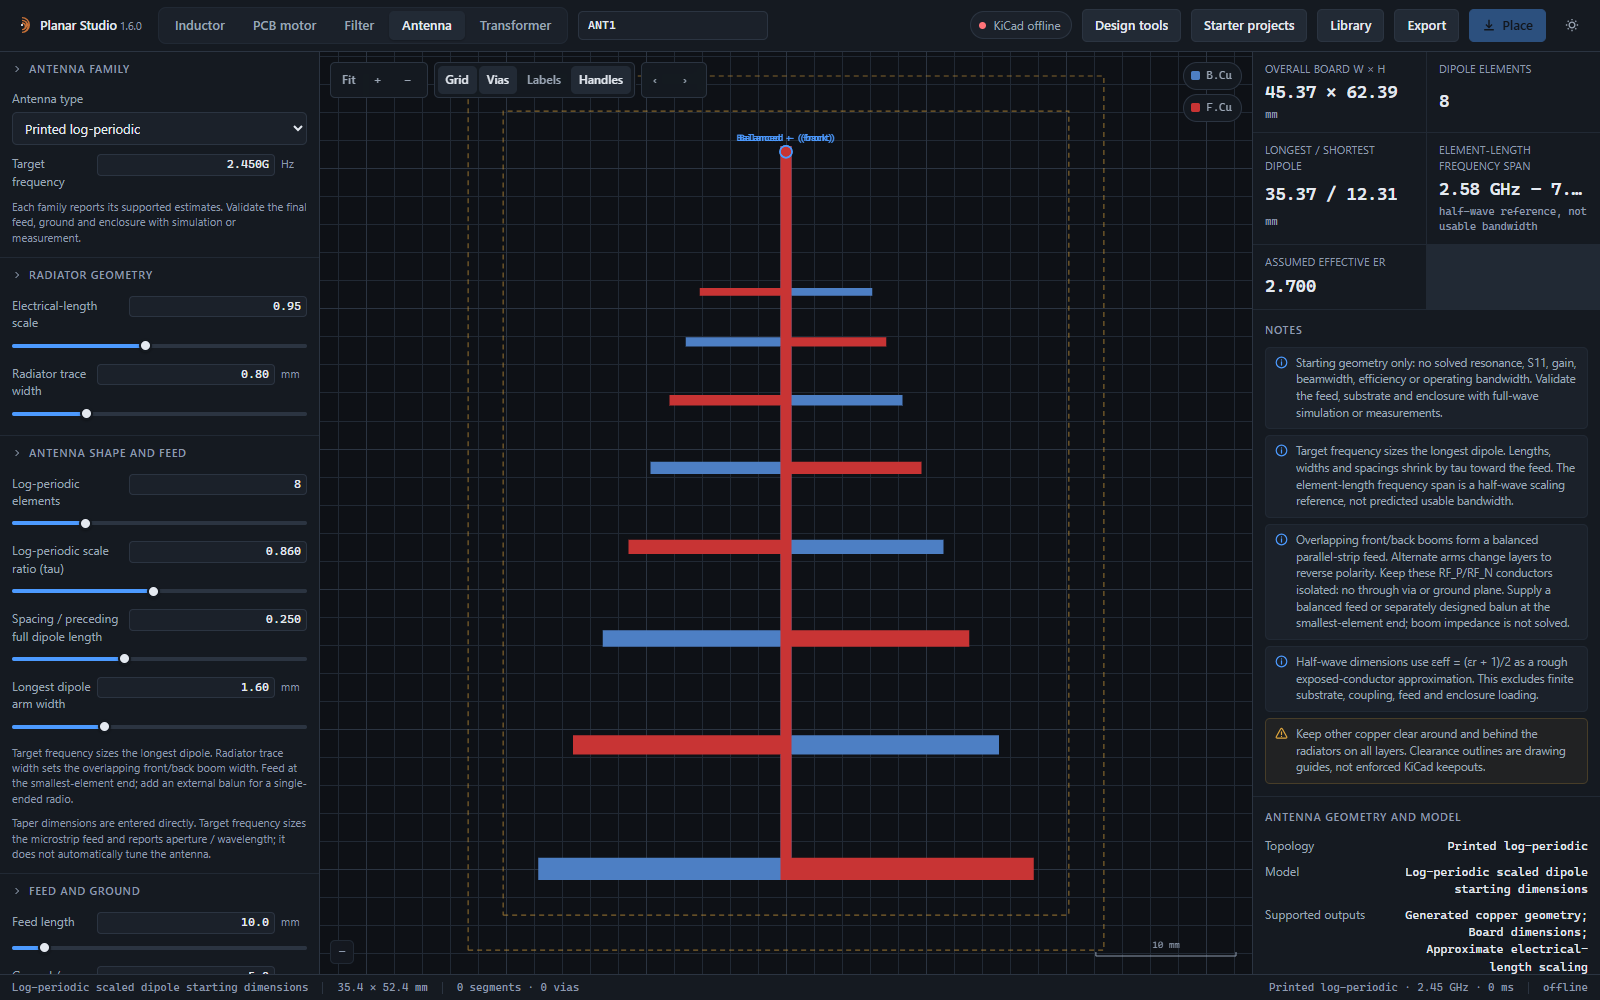 Planar Studio 1.6.0
Inductor
PCB motor
Filter
Antenna
Transformer
ANT1
KiCad offline
Design tools
Starter projects
Library
Export
Place
ANTENNA FAMILY
Antenna type
Printed log-periodic
Target frequency
2.450G Hz
Each family reports its supported estimates. Validate the final
feed, ground and enclosure with simulation or
measurement.
RADIATOR GEOMETRY
Electrical-length
scale
0.95
Radiator trace
width
0.80 mm
ANTENNA SHAPE AND FEED
Log-periodic
elements
8
Log-periodic scale
ratio (tau)
0.860
Spacing / preceding
full dipole length
0.250
Longest dipole
arm width
1.60 mm
Target frequency sizes the longest dipole. Radiator trace
width sets the overlapping front/back boom width. Feed at
the smallest-element end; add an external balun for a single-
ended radio.
Taper dimensions are entered directly. Target frequency sizes
the microstrip feed and reports aperture / wavelength; it
does not automatically tune the antenna.
FEED AND GROUND
Feed length
10.0 mm
Fit + −
Grid Vias Labels Handles
‹ ›
B.Cu
F.Cu
10 mm
OVERALL BOARD W × H
45.37 × 62.39
mm
DIPOLE ELEMENTS
8
LONGEST / SHORTEST
DIPOLE
35.37 / 12.31
mm
ELEMENT-LENGTH
FREQUENCY SPAN
2.58 GHz – 7.…
half-wave reference, not
usable bandwidth
ASSUMED EFFECTIVE ER
2.700
NOTES
Starting geometry only: no solved resonance, S11, gain,
beamwidth, efficiency or operating bandwidth. Validate
the feed, substrate and enclosure with full-wave
simulation or measurements.
Target frequency sizes the longest dipole. Lengths,
widths and spacings shrink by tau toward the feed. The
element-length frequency span is a half-wave scaling
reference, not predicted usable bandwidth.
Overlapping front/back booms form a balanced
parallel-strip feed. Alternate arms change layers to
reverse polarity. Keep these RF_P/RF_N conductors
isolated: no through via or ground plane. Supply a
balanced feed or separately designed balun at the
smallest-element end; boom impedance is not solved.
Half-wave dimensions use εeff = (εr + 1)/2 as a rough
exposed-conductor approximation. This excludes finite
substrate, coupling, feed and enclosure loading.
Keep other copper clear around and behind the
radiators on all layers. Clearance outlines are drawing
guides, not enforced KiCad keepouts.
ANTENNA GEOMETRY AND MODEL
Topology
Printed log-periodic
Model
Log-periodic scaled dipole
starting dimensions
Supported outputs
Generated copper geometry;
Board dimensions;
Approximate electrical-
length scaling
Log-periodic scaled dipole starting dimensions
35.4 × 52.4 mm
0 segments · 0 vias
Printed log-periodic · 2.45 GHz · 0 ms
offline